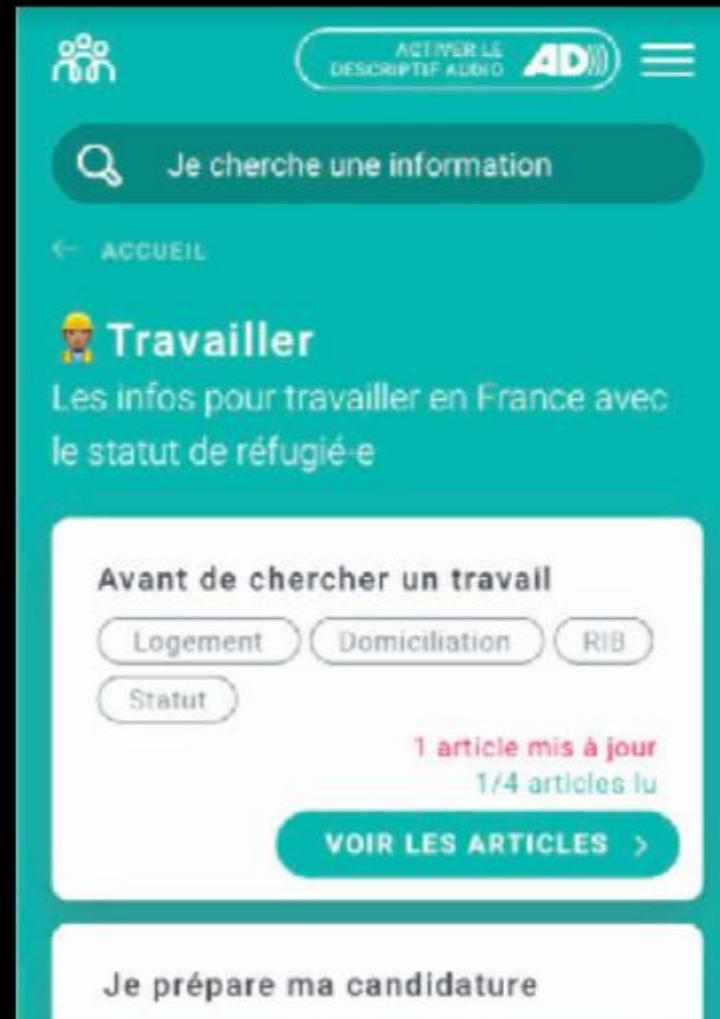 ACTIVER LE
DESCRIPTIF AUDIO AD
Je cherche une information
← ACCUEIL
Travailler
Les infos pour travailler en France avec
le statut de réfugié-e
Avant de chercher un travail
Logement Domiciliation RIB
Statut
1 article mis à jour
1/4 articles lu
VOIR LES ARTICLES >
Je prépare ma candidature